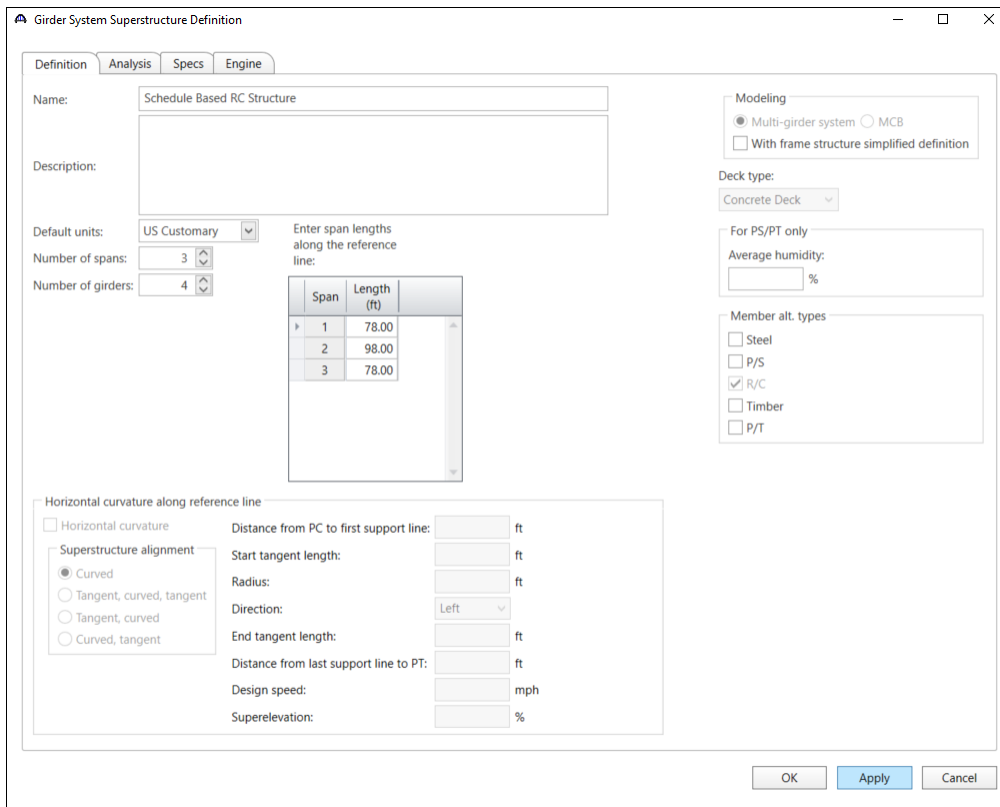 Girder System Superstructure Definition
Definition
Analysis
Specs
Engine
Name:
Schedule Based RC Structure
Description:
Default units:
US Customary
Number of spans:
3
Number of girders:
4
Enter span lengths
along the reference
line:
Span
Length
(ft)
1
78.00
2
98.00
3
78.00
Modeling
Multi-girder system
MCB
With frame structure simplified definition
Deck type:
Concrete Deck
For PS/PT only
Average humidity:
%
Member alt. types
Steel
P/S
R/C
Timber
P/T
Horizontal curvature along reference line
Horizontal curvature
Superstructure alignment
Curved
Tangent, curved, tangent
Tangent, curved
Curved, tangent
Distance from PC to first support line:
ft
Start tangent length:
ft
Radius:
ft
Direction:
Left
End tangent length:
ft
Distance from last support line to PT:
ft
Design speed:
mph
Superelevation:
%
OK
Apply
Cancel